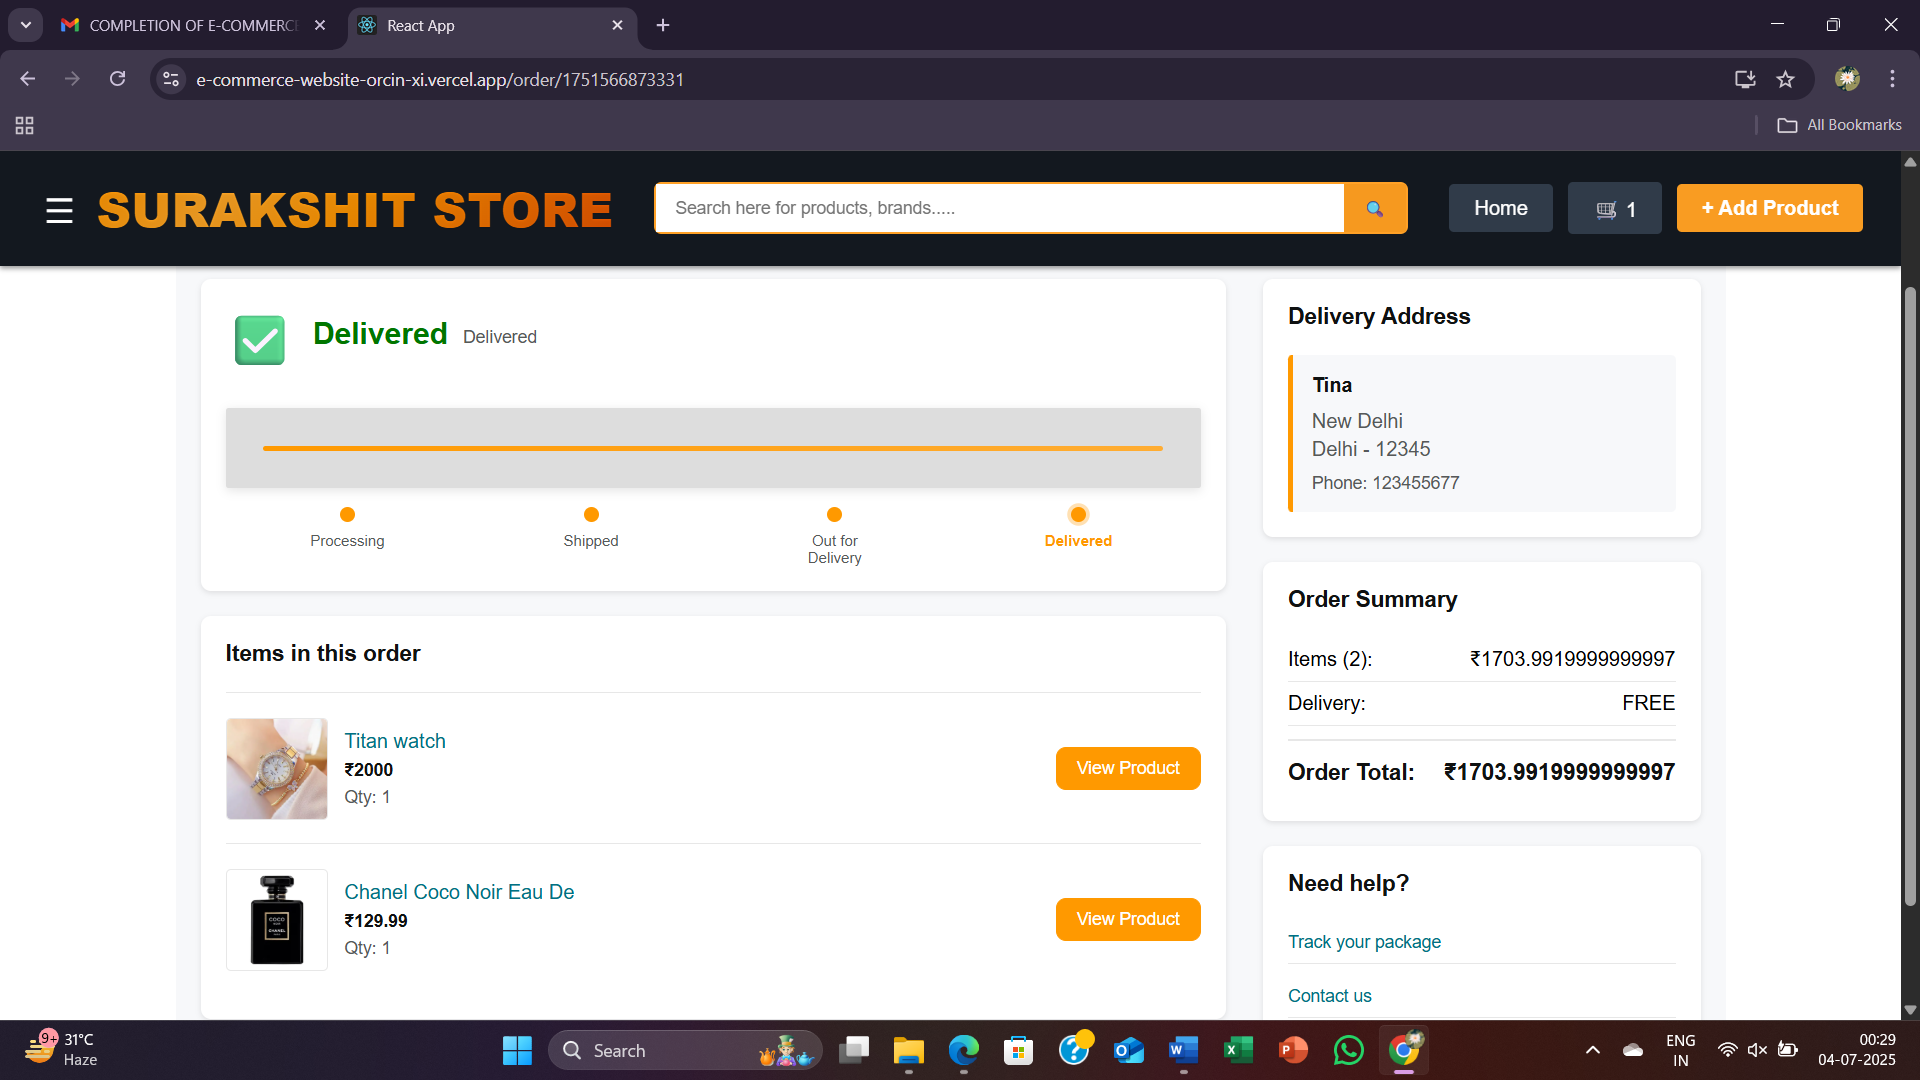 COMPLETION OF E-COMMERCE
React App
e-commerce-website-orcin-xi.vercel.app/order/1751566873331
All Bookmarks
SURAKSHIT STORE
Search here for products, brands.....
Home
1
+ Add Product
Delivered Delivered
Processing
Shipped
Out for
Delivery
Delivered
Items in this order
Titan watch
₹2000
Qty: 1
View Product
COCO
CHANEL
Chanel Coco Noir Eau De
₹129.99
Qty: 1
View Product
Delivery Address
Tina
New Delhi
Delhi - 12345
Phone: 123455677
Order Summary
Items (2): ₹1703.9919999999997
Delivery: FREE
Order Total: ₹1703.9919999999997
Need help?
Track your package
Contact us
9+
31°C
Haze
Search
ENG
IN
00:29
04-07-2025